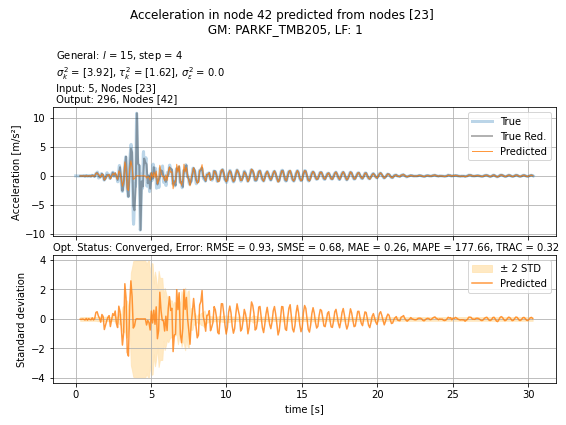 Acceleration in node 42 predicted from nodes [23]
GM: PARKF_TMB205, LF: 1
General: l = 15, step = 4
σ²_k = [3.92], τ²_k = [1.62], σ²_ε = 0.0
Input: 5, Nodes [23]
Output: 296, Nodes [42]
10
5
0
−5
−10
Acceleration [m/s²]
True
True Red.
Predicted
Opt. Status: Converged, Error: RMSE = 0.93, SMSE = 0.68, MAE = 0.26, MAPE = 177.66, TRAC = 0.32
4
2
0
−2
−4
Standard deviation
± 2 STD
Predicted
0 5 10 15 20 25 30
time [s]